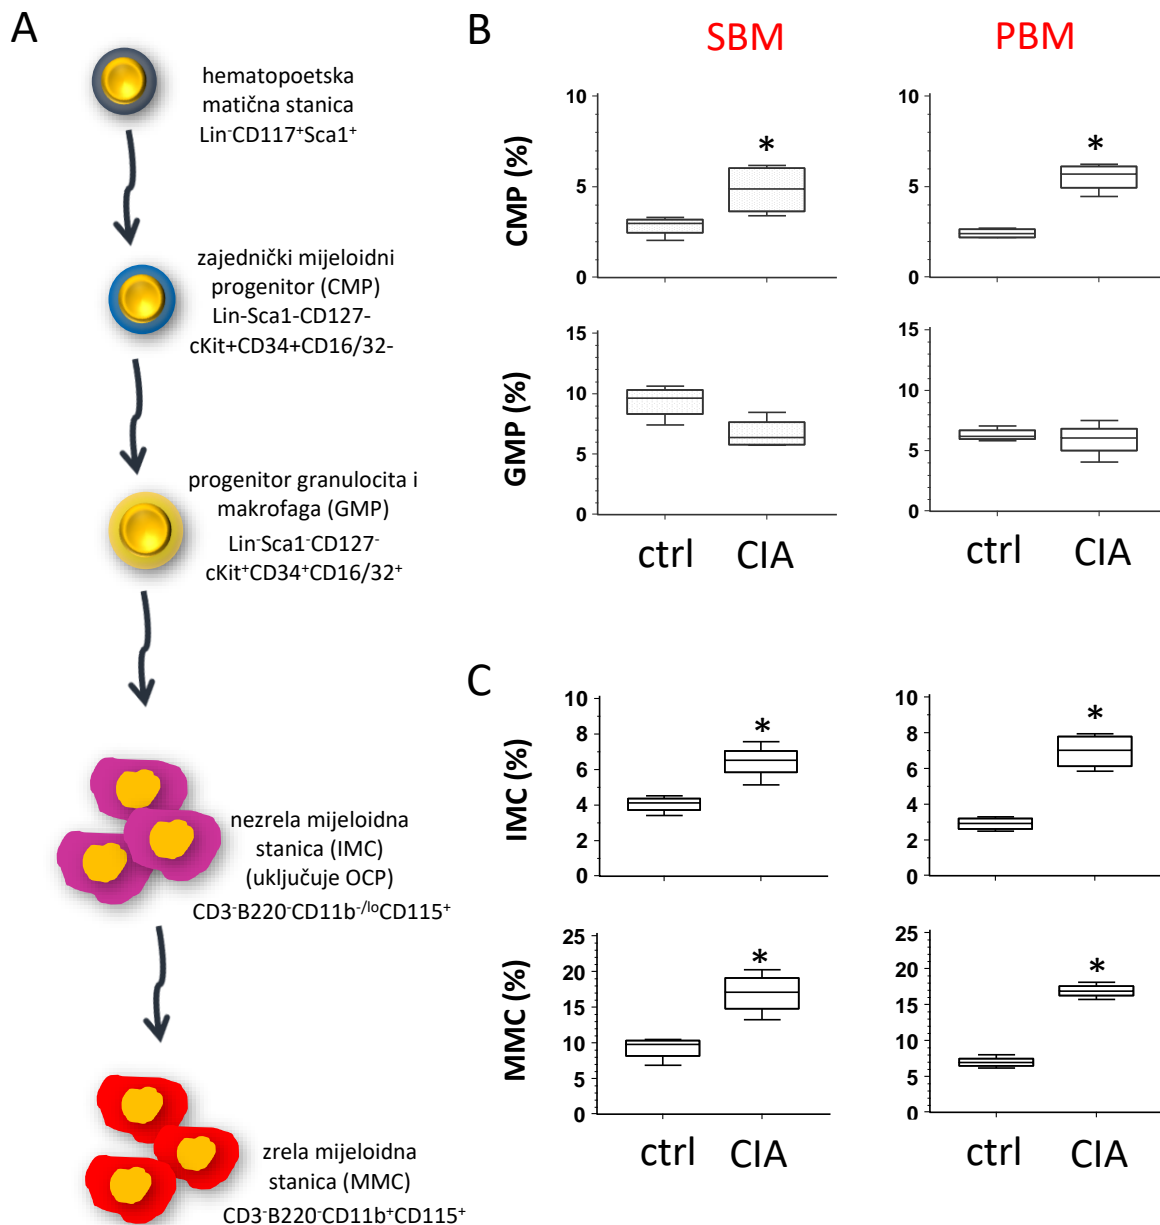 A
hematopoetska
matična stanica
Lin⁻CD117⁺Sca1⁺
zajednički mijeloidni
progenitor (CMP)
Lin-Sca1-CD127-
cKit+CD34+CD16/32-
progenitor granulocita i
makrofaga (GMP)
Lin⁻Sca1⁻CD127⁻
cKit⁺CD34⁺CD16/32⁺
nezrela mijeloidna
stanica (IMC)
(uključuje OCP)
CD3⁻B220⁻CD11b⁻/ˡᵒCD115⁺
zrela mijeloidna
stanica (MMC)
CD3⁻B220⁻CD11b⁺CD115⁺
B
SBM
PBM
CMP (%)
10
5
0
*
10
5
0
*
GMP (%)
15
10
5
0
15
10
5
0
ctrl CIA
ctrl CIA
C
IMC (%)
10
8
6
4
2
0
*
10
8
6
4
2
0
*
MMC (%)
25
20
15
10
5
0
*
25
20
15
10
5
0
*
ctrl CIA
ctrl CIA